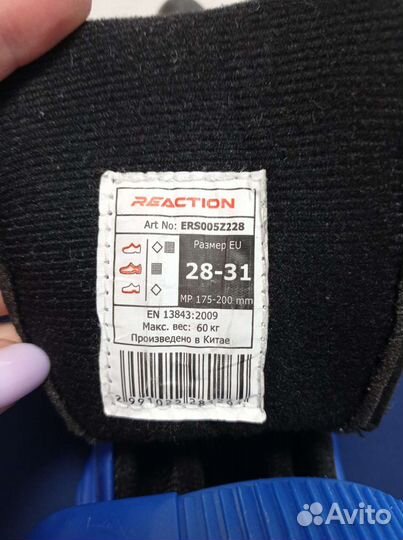 REACTION
Art No: ERS005Z228
Размер EU
28-31
MP 175-200 mm
EN 13843:2009
Макс. вес: 60 кг
Произведено в Китае
Avito